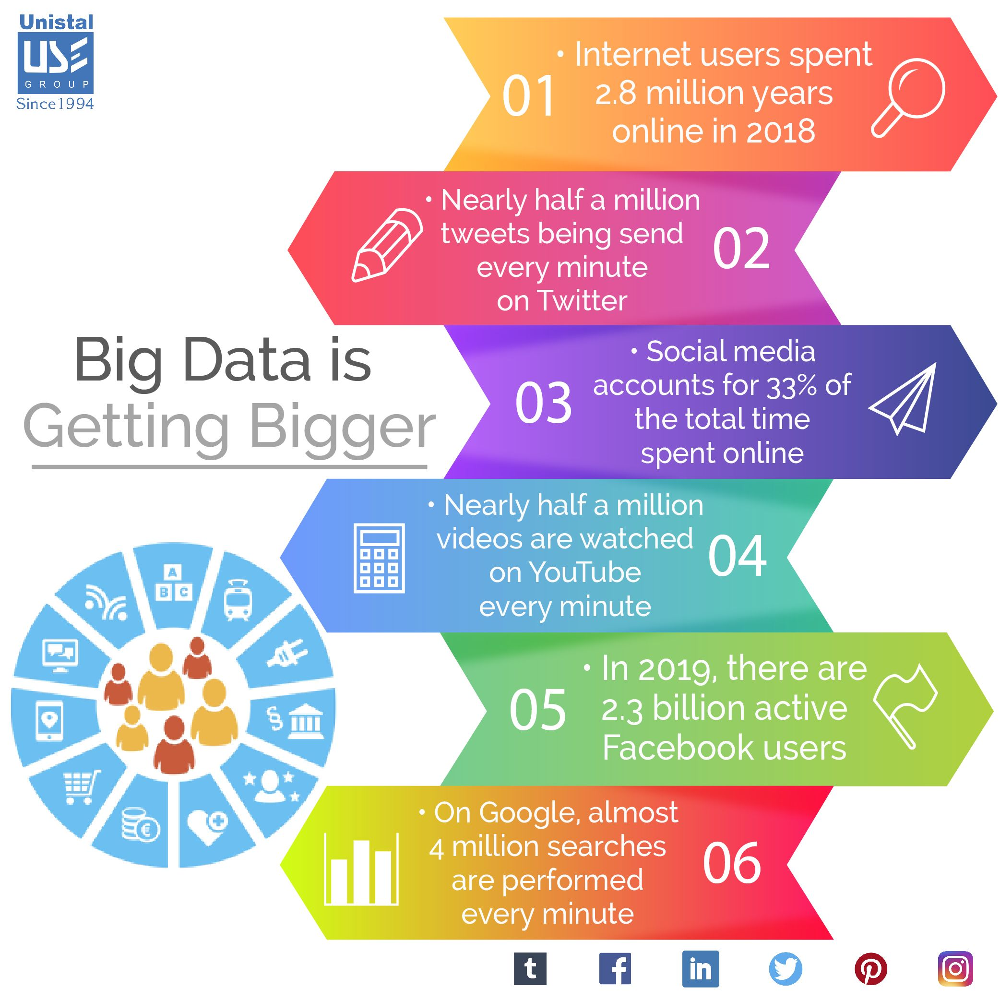 Unistal
USE
GROUP
Since1994
Big Data is
Getting Bigger
01
• Internet users spent
2.8 million years
online in 2018
• Nearly half a million
tweets being send
every minute
on Twitter
02
03
• Social media
accounts for 33% of
the total time
spent online
• Nearly half a million
videos are watched
on YouTube
every minute
04
05
• In 2019, there are
2.3 billion active
Facebook users
• On Google, almost
4 million searches
are performed
every minute
06
A
B C
§
€
t
f
in